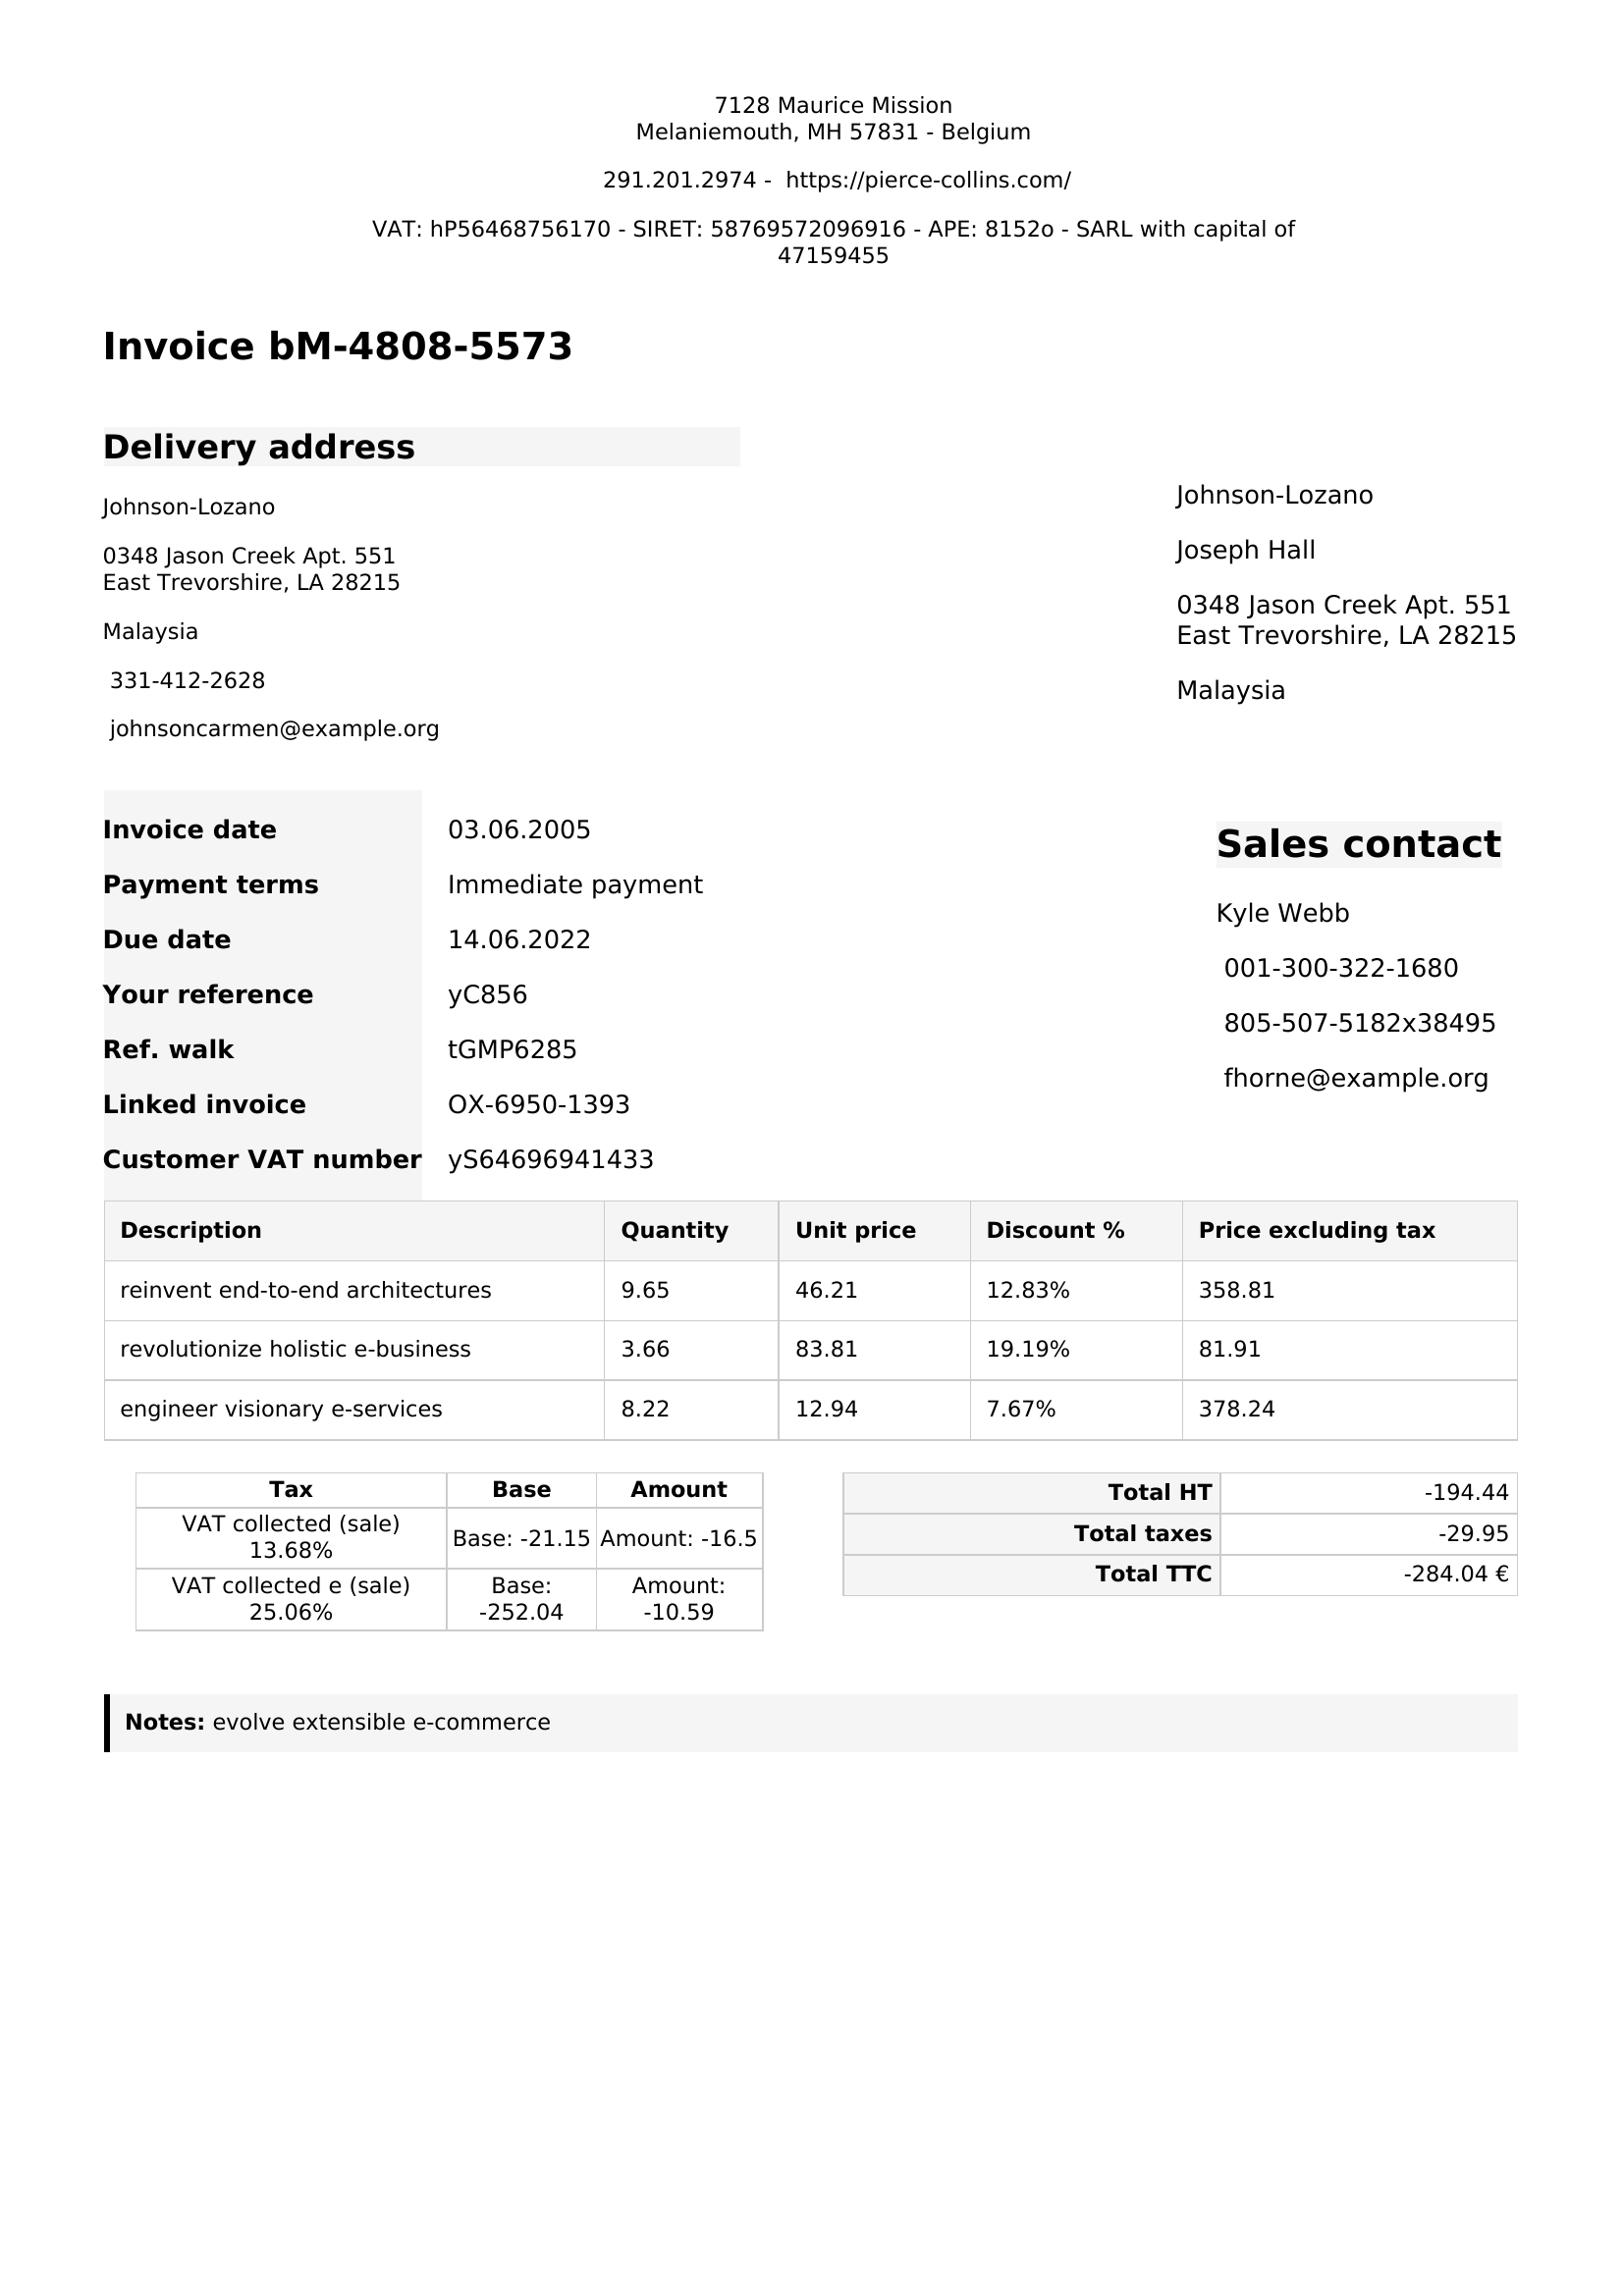 7128 Maurice Mission
Melaniemouth, MH 57831 - Belgium
291.201.2974 -  https://pierce-collins.com/
VAT: hP56468756170 - SIRET: 58769572096916 - APE: 8152o - SARL with capital of
47159455
Invoice bM-4808-5573
Delivery address
Johnson-Lozano
0348 Jason Creek Apt. 551
East Trevorshire, LA 28215
Malaysia
331-412-2628
johnsoncarmen@example.org
Johnson-Lozano
Joseph Hall
0348 Jason Creek Apt. 551
East Trevorshire, LA 28215
Malaysia
Invoice date 03.06.2005
Payment terms Immediate payment
Due date 14.06.2022
Your reference yC856
Ref. walk tGMP6285
Linked invoice OX-6950-1393
Customer VAT number yS64696941433
Sales contact
Kyle Webb
001-300-322-1680
805-507-5182x38495
fhorne@example.org
Description Quantity Unit price Discount % Price excluding tax
reinvent end-to-end architectures 9.65 46.21 12.83% 358.81
revolutionize holistic e-business 3.66 83.81 19.19% 81.91
engineer visionary e-services 8.22 12.94 7.67% 378.24
Tax Base Amount
VAT collected (sale)
13.68% Base: -21.15 Amount: -16.5
VAT collected e (sale) Base: Amount:
25.06% -252.04 -10.59
Total HT -194.44
Total taxes -29.95
Total TTC -284.04 €
Notes: evolve extensible e-commerce